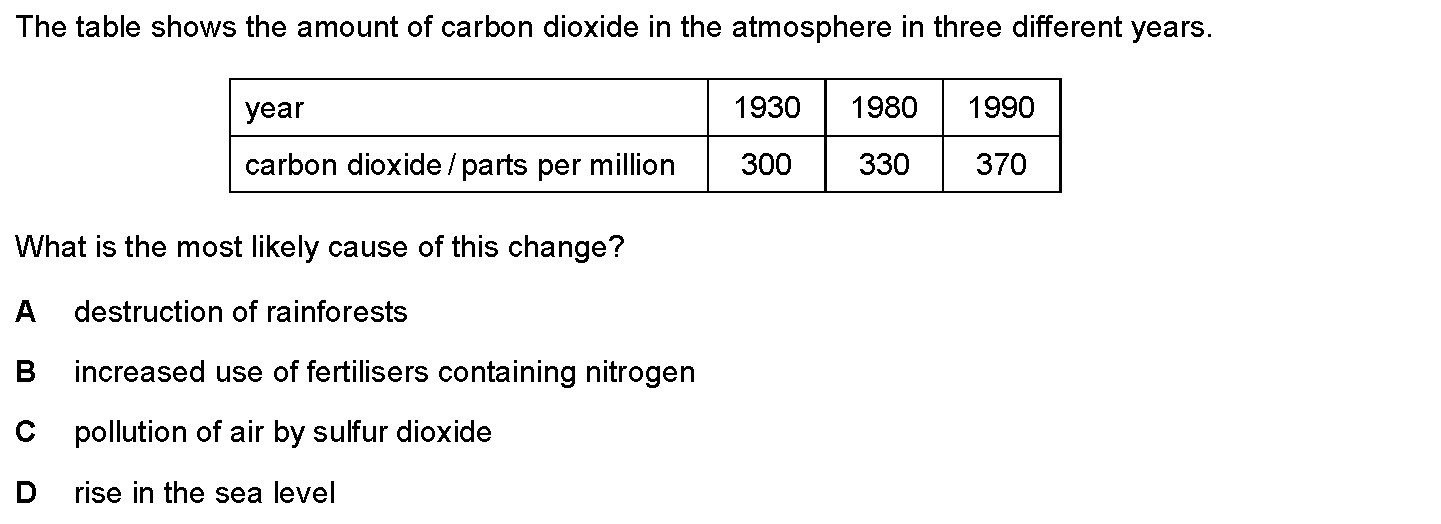 The table shows the amount of carbon dioxide in the atmosphere in three different years.
year 1930 1980 1990
carbon dioxide / parts per million 300 330 370
What is the most likely cause of this change?
A destruction of rainforests
B increased use of fertilisers containing nitrogen
C pollution of air by sulfur dioxide
D rise in the sea level